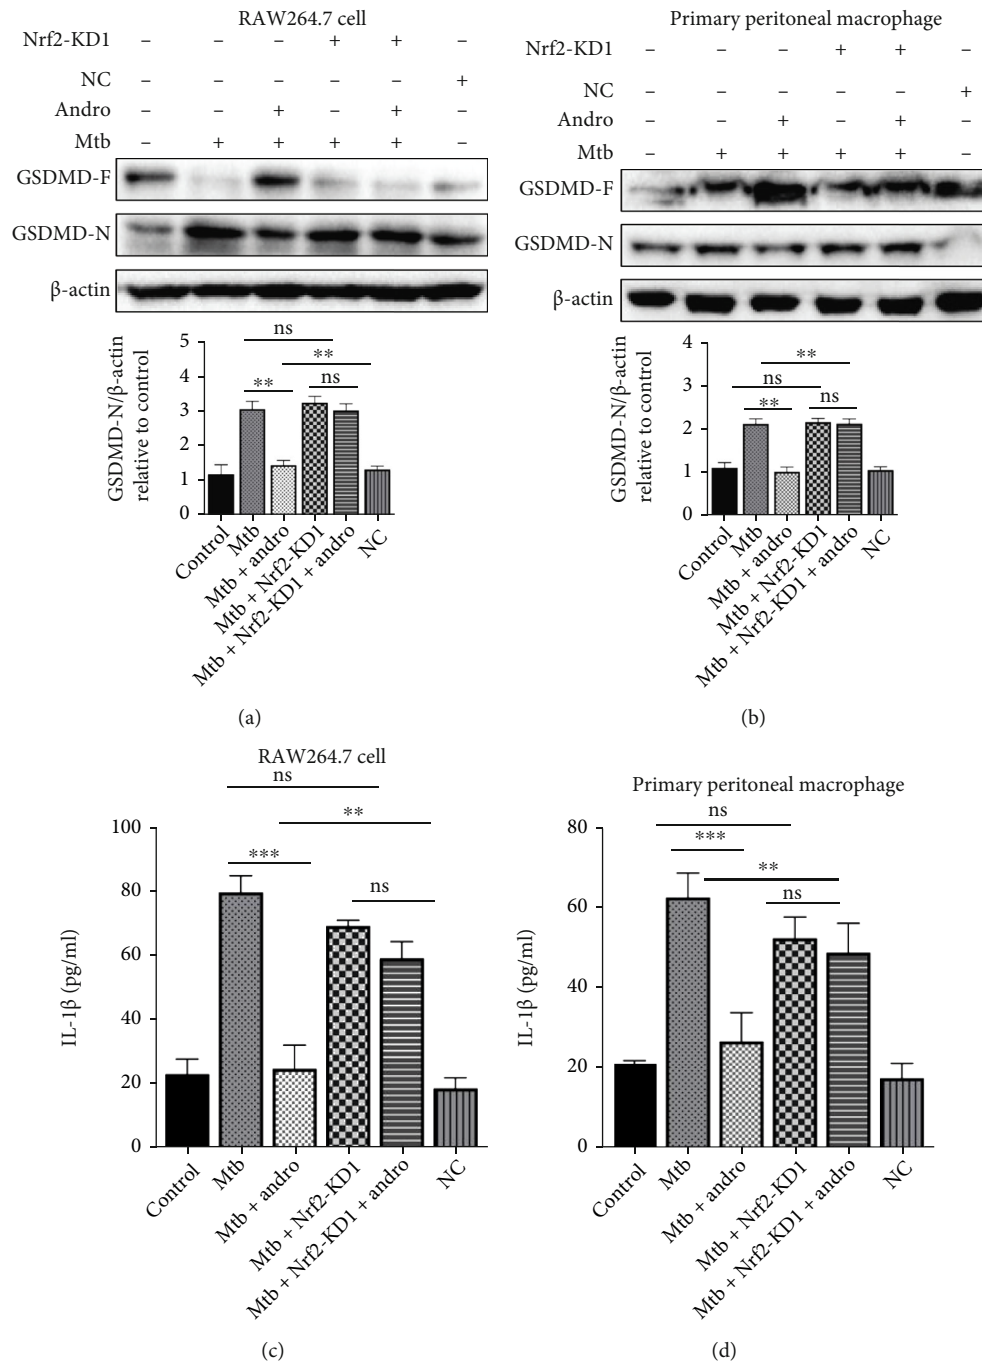 RAW264.7 cell
Nrf2-KD1 – – – + + –
NC – – – – – +
Andro – – + – + –
Mtb – + + + + –
GSDMD-F
GSDMD-N
β-actin
GSDMD-N/β-actin
relative to control
5
4
3
2
1
0
ns
**
**
ns
Control
Mtb
Mtb + andro
Mtb + Nrf2-KD1
Mtb + Nrf2-KD1 + andro
NC
(a)
Primary peritoneal macrophage
Nrf2-KD1 – – – + + –
NC – – – – – +
Andro – – + – + –
Mtb – + + + + –
GSDMD-F
GSDMD-N
β-actin
GSDMD-N/β-actin
relative to control
4
3
2
1
0
**
ns
**
ns
Control
Mtb
Mtb + andro
Mtb + Nrf2-KD1
Mtb + Nrf2-KD1 + andro
NC
(b)
RAW264.7 cell
IL-1β (pg/ml)
100
80
60
40
20
0
ns
**
***
ns
Control
Mtb
Mtb + andro
Mtb + Nrf2-KD1
Mtb + Nrf2-KD1 + andro
NC
(c)
Primary peritoneal macrophage
IL-1β (pg/ml)
80
60
40
20
0
ns
***
**
ns
Control
Mtb
Mtb + andro
Mtb + Nrf2-KD1
Mtb + Nrf2-KD1 + andro
NC
(d)